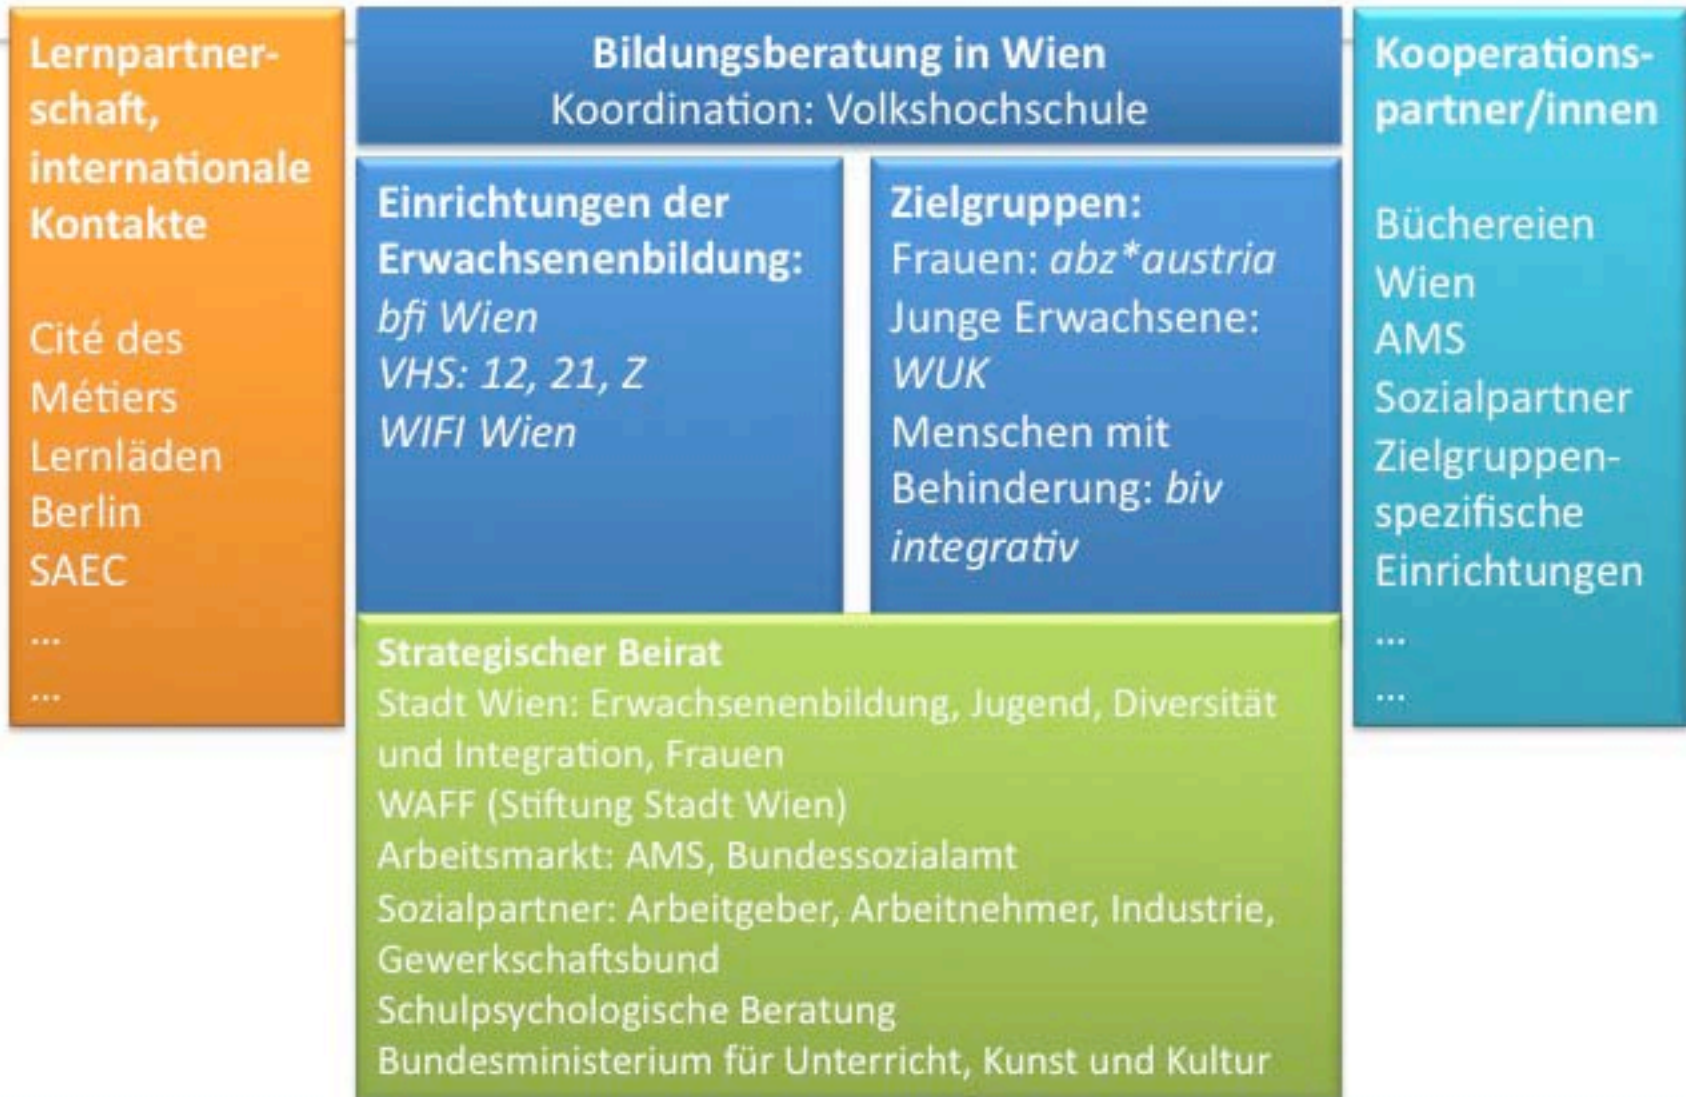 Lernpartner-
schaft,
internationale
Kontakte
Cité des
Métiers
Lernläden
Berlin
SAEC
...
...
Bildungsberatung in Wien
Koordination: Volkshochschule
Einrichtungen der
Erwachsenenbildung:
bfi Wien
VHS: 12, 21, Z
WIFI Wien
Zielgruppen:
Frauen: abz*austria
Junge Erwachsene:
WUK
Menschen mit
Behinderung: biv
integrativ
Strategischer Beirat
Stadt Wien: Erwachsenenbildung, Jugend, Diversität
und Integration, Frauen
WAFF (Stiftung Stadt Wien)
Arbeitsmarkt: AMS, Bundessozialamt
Sozialpartner: Arbeitgeber, Arbeitnehmer, Industrie,
Gewerkschaftsbund
Schulpsychologische Beratung
Bundesministerium für Unterricht, Kunst und Kultur
Kooperations-
partner/innen
Büchereien
Wien
AMS
Sozialpartner
Zielgruppen-
spezifische
Einrichtungen
...
...